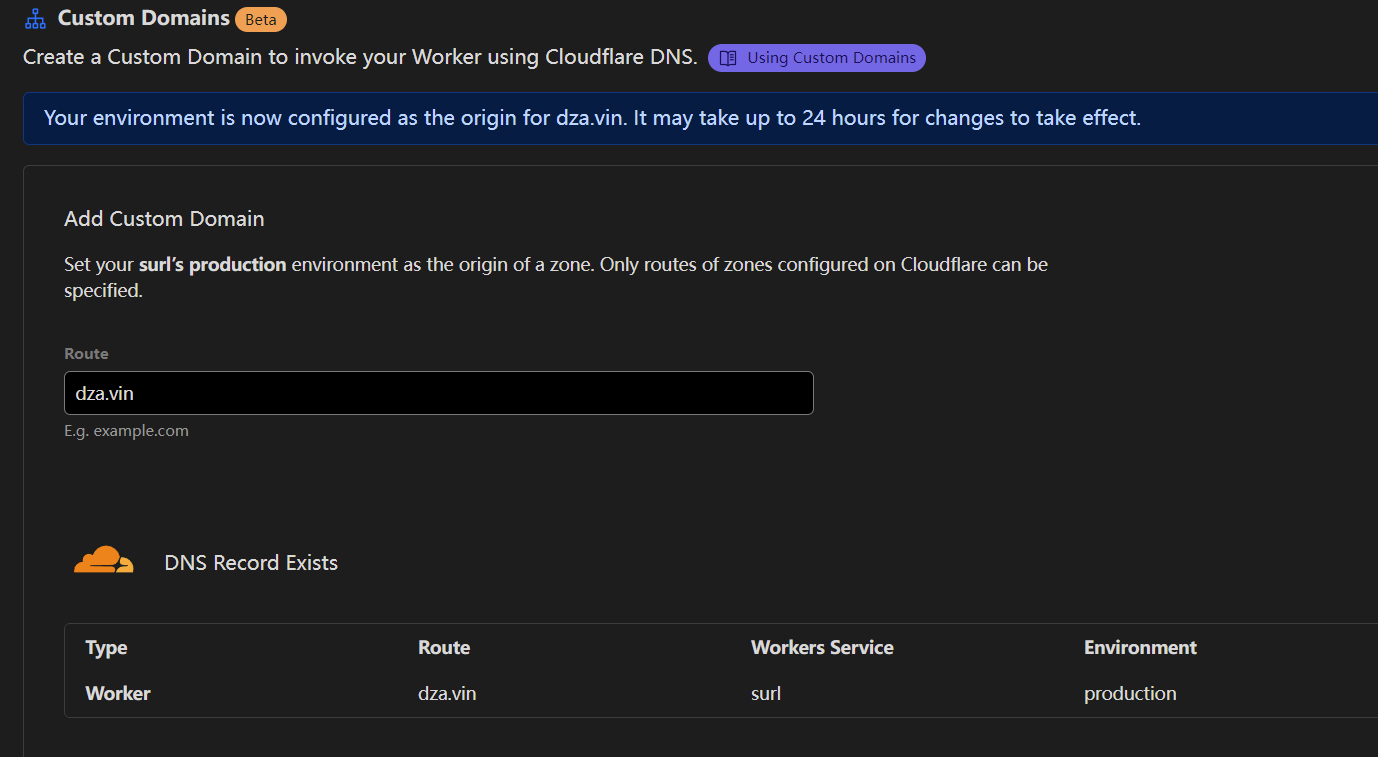 Custom Domains Beta
Create a Custom Domain to invoke your Worker using Cloudflare DNS. Using Custom Domains
Your environment is now configured as the origin for dza.vin. It may take up to 24 hours for changes to take effect.
Add Custom Domain
Set your surl’s production environment as the origin of a zone. Only routes of zones configured on Cloudflare can be
specified.
Route
dza.vin
E.g. example.com
DNS Record Exists
Type Route Workers Service Environment
Worker dza.vin surl production